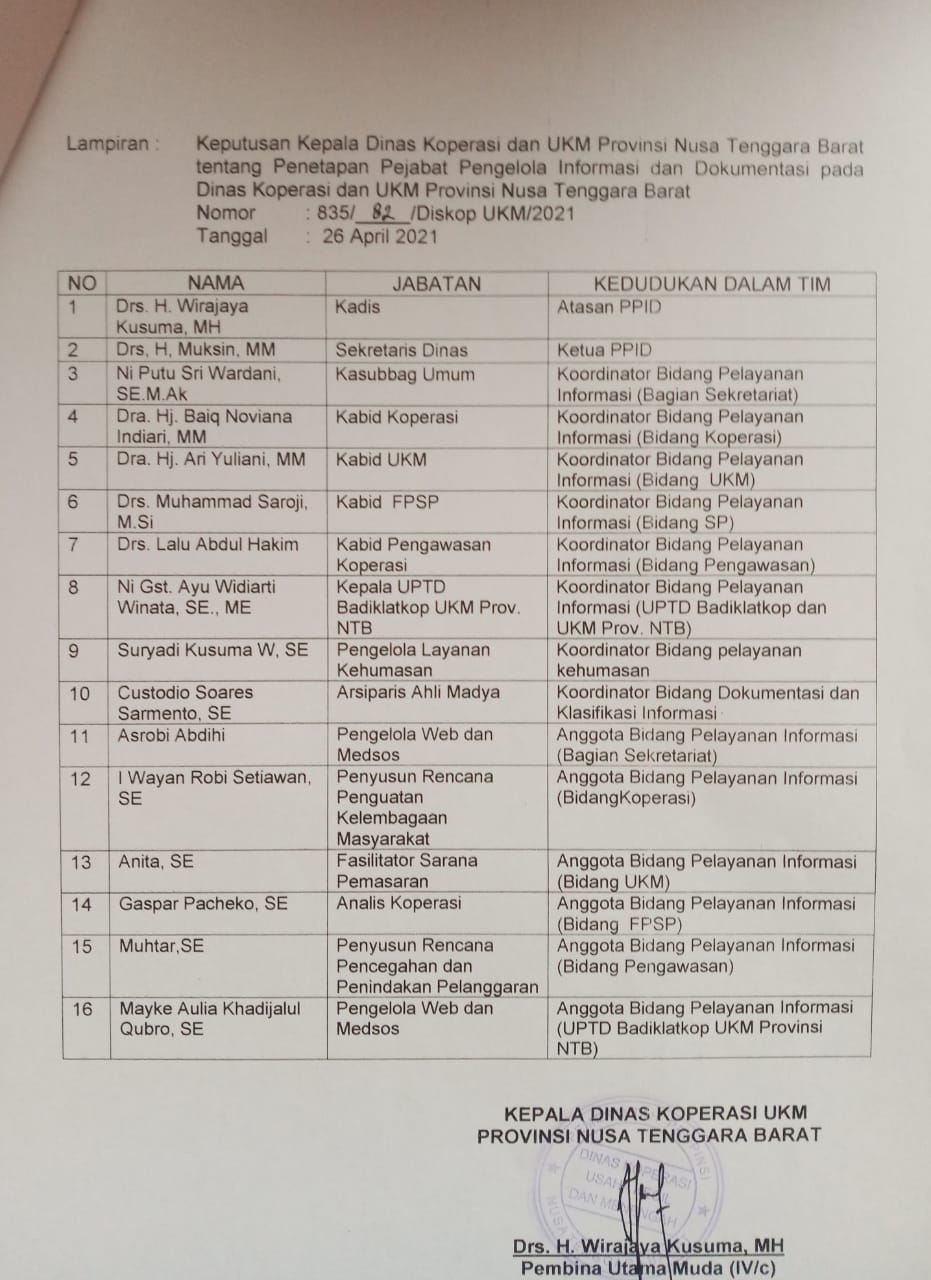 Lampiran : Keputusan Kepala Dinas Koperasi dan UKM Provinsi Nusa Tenggara Barat
tentang Penetapan Pejabat Pengelola Informasi dan Dokumentasi pada
Dinas Koperasi dan UKM Provinsi Nusa Tenggara Barat
Nomor : 835/ 82 /Diskop UKM/2021
Tanggal : 26 April 2021
NO NAMA JABATAN KEDUDUKAN DALAM TIM
1 Drs. H. Wirajaya Kadis Atasan PPID
Kusuma, MH
2 Drs, H, Muksin, MM Sekretaris Dinas Ketua PPID
3 Ni Putu Sri Wardani, Kasubbag Umum Koordinator Bidang Pelayanan
SE.M.Ak Informasi (Bagian Sekretariat)
4 Dra. Hj. Baiq Noviana Kabid Koperasi Koordinator Bidang Pelayanan
Indiari, MM Informasi (Bidang Koperasi)
5 Dra. Hj. Ari Yuliani, MM Kabid UKM Koordinator Bidang Pelayanan
Informasi (Bidang UKM)
6 Drs. Muhammad Saroji, Kabid FPSP Koordinator Bidang Pelayanan
M.Si Informasi (Bidang SP)
7 Drs. Lalu Abdul Hakim Kabid Pengawasan Koordinator Bidang Pelayanan
Koperasi Informasi (Bidang Pengawasan)
8 Ni Gst. Ayu Widiarti Kepala UPTD Koordinator Bidang Pelayanan
Winata, SE., ME Badiklatkop UKM Prov. Informasi (UPTD Badiklatkop dan
NTB UKM Prov. NTB)
9 Suryadi Kusuma W, SE Pengelola Layanan Koordinator Bidang pelayanan
Kehumasan kehumasan
10 Custodio Soares Arsiparis Ahli Madya Koordinator Bidang Dokumentasi dan
Sarmento, SE Klasifikasi Informasi
11 Asrobi Abdihi Pengelola Web dan Anggota Bidang Pelayanan Informasi
Medsos (Bagian Sekretariat)
12 I Wayan Robi Setiawan, Penyusun Rencana Anggota Bidang Pelayanan Informasi
SE Penguatan (BidangKoperasi)
Kelembagaan
Masyarakat
13 Anita, SE Fasilitator Sarana Anggota Bidang Pelayanan Informasi
Pemasaran (Bidang UKM)
14 Gaspar Pacheko, SE Analis Koperasi Anggota Bidang Pelayanan Informasi
(Bidang FPSP)
15 Muhtar,SE Penyusun Rencana Anggota Bidang Pelayanan Informasi
Pencegahan dan (Bidang Pengawasan)
Penindakan Pelanggaran
16 Mayke Aulia Khadijalul Pengelola Web dan Anggota Bidang Pelayanan Informasi
Qubro, SE Medsos (UPTD Badiklatkop UKM Provinsi
NTB)
KEPALA DINAS KOPERASI UKM
PROVINSI NUSA TENGGARA BARAT
DINAS KOPERASI
USAHA
DAN MENENGAH
Drs. H. Wirajaya Kusuma, MH
Pembina Utama Muda (IV/c)